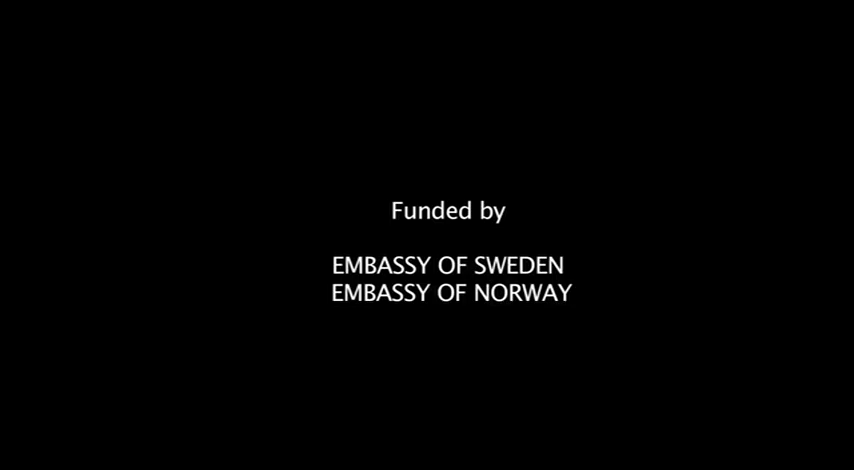 Funded by
EMBASSY OF SWEDEN
EMBASSY OF NORWAY